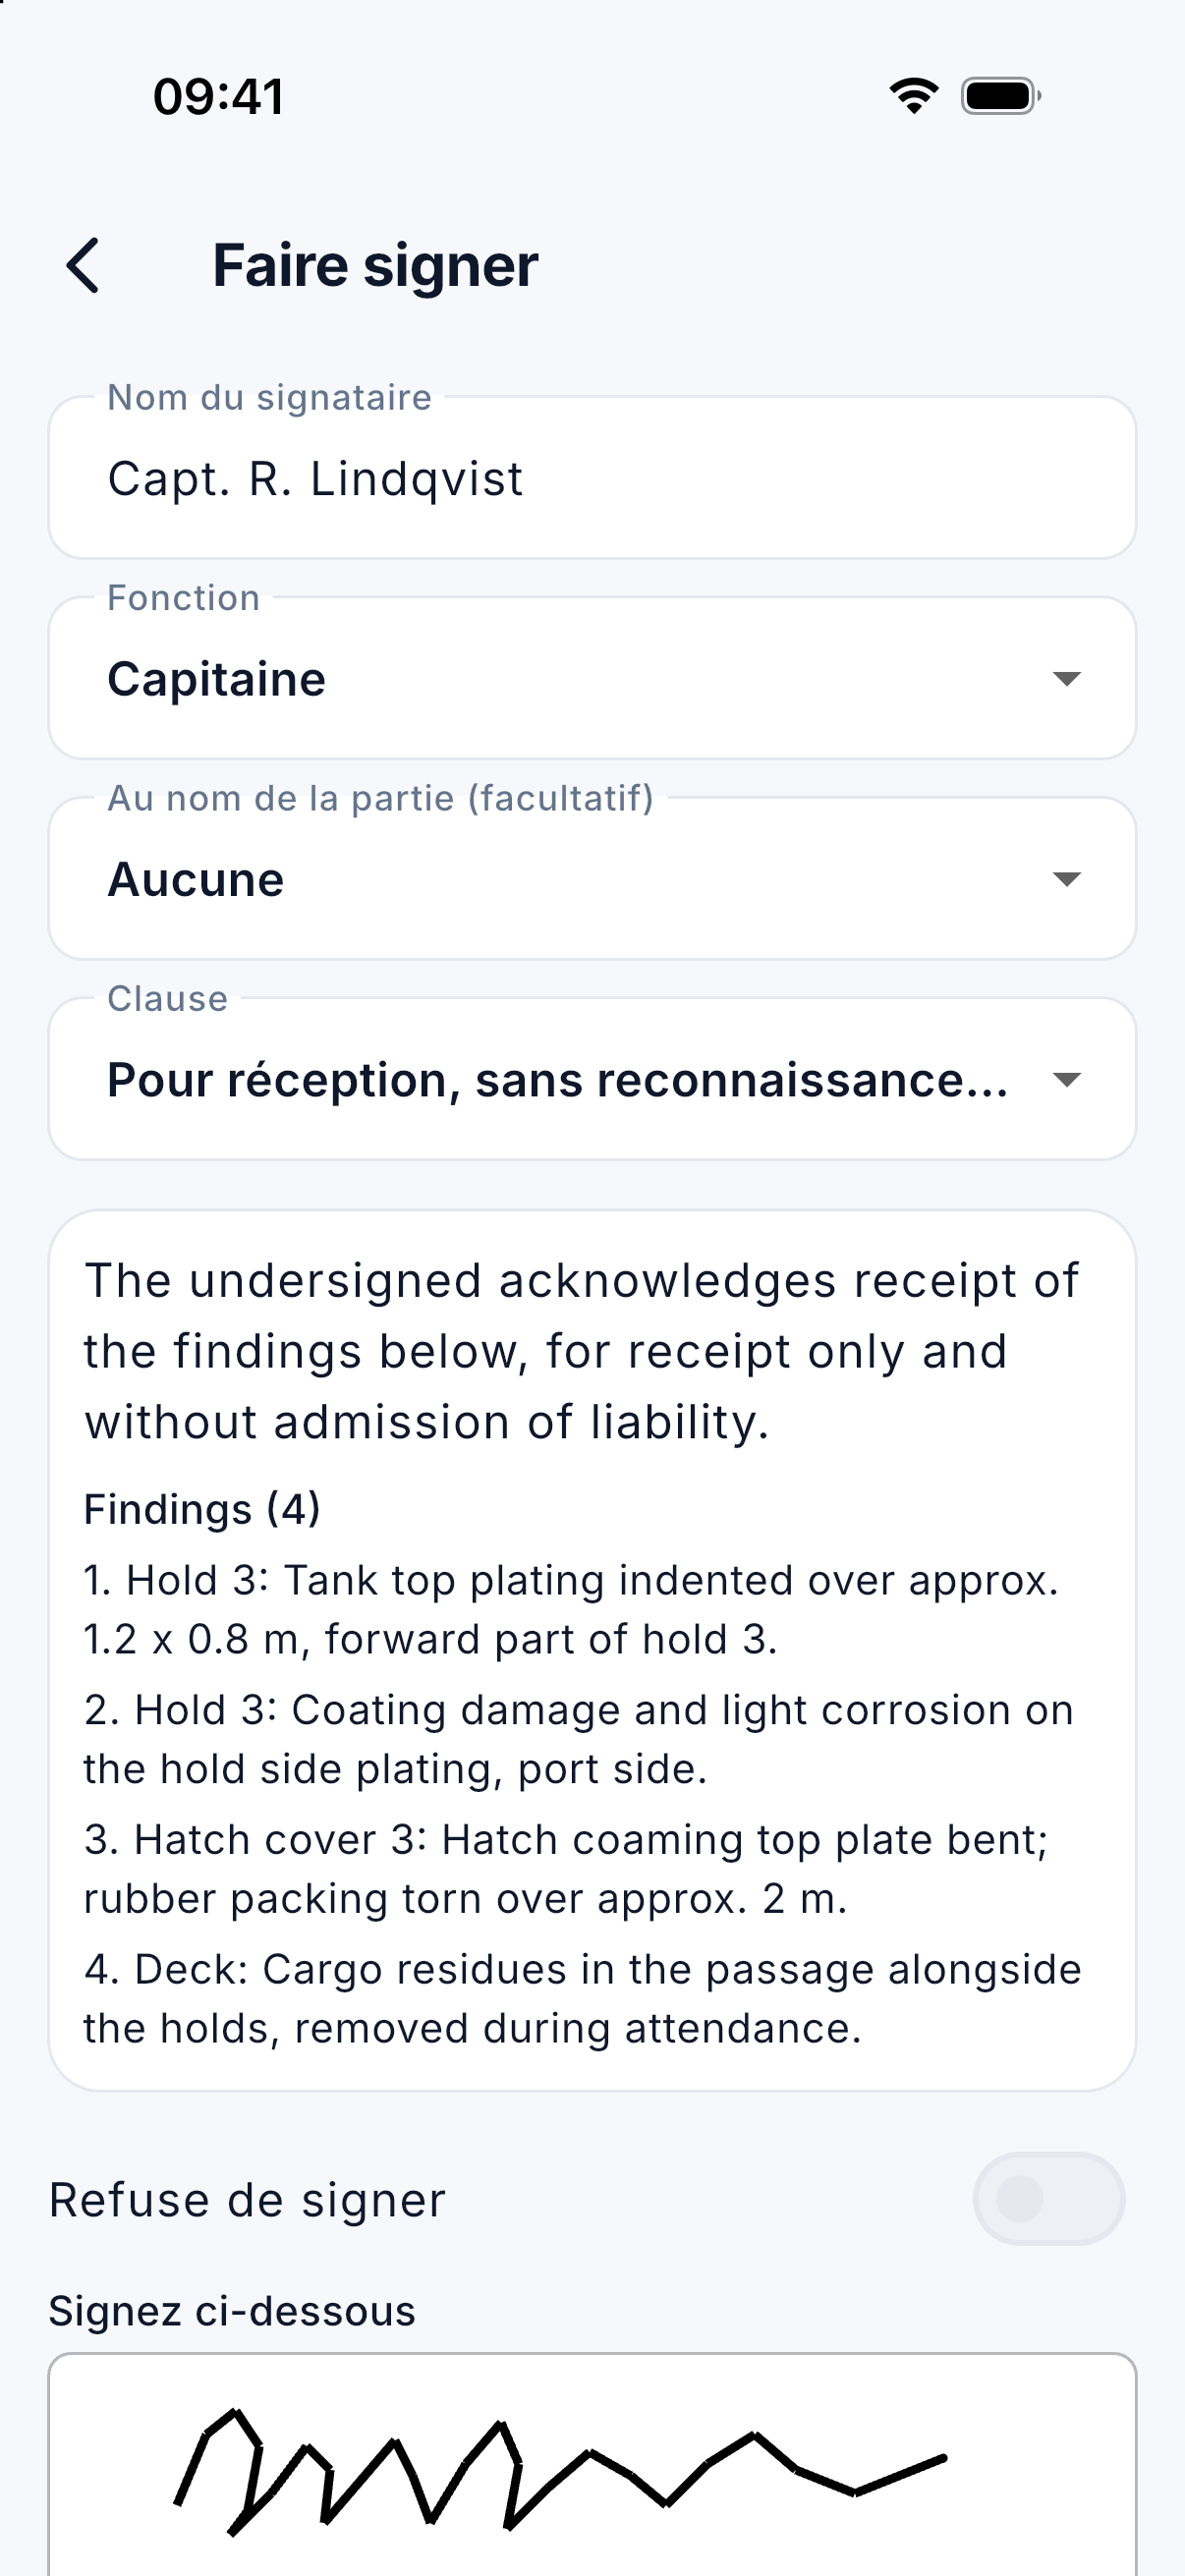 09:41
Faire signer
Nom du signataire
Capt. R. Lindqvist
Fonction
Capitaine
Au nom de la partie (facultatif)
Aucune
Clause
Pour réception, sans reconnaissance...
The undersigned acknowledges receipt of
the findings below, for receipt only and
without admission of liability.
Findings (4)
1. Hold 3: Tank top plating indented over approx.
1.2 x 0.8 m, forward part of hold 3.
2. Hold 3: Coating damage and light corrosion on
the hold side plating, port side.
3. Hatch cover 3: Hatch coaming top plate bent;
rubber packing torn over approx. 2 m.
4. Deck: Cargo residues in the passage alongside
the holds, removed during attendance.
Refuse de signer
Signez ci-dessous